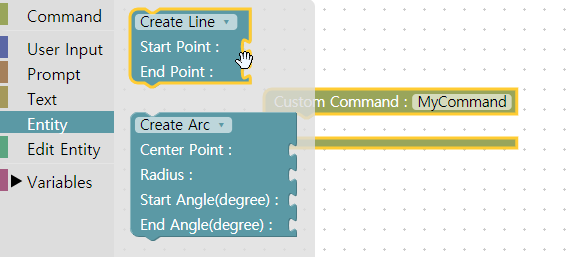 Command
User Input
Prompt
Text
Entity
Edit Entity
Variables
Create Line
Start Point :
End Point :
Create Arc
Center Point :
Radius :
Start Angle(degree) :
End Angle(degree) :
Custom Command : MyCommand